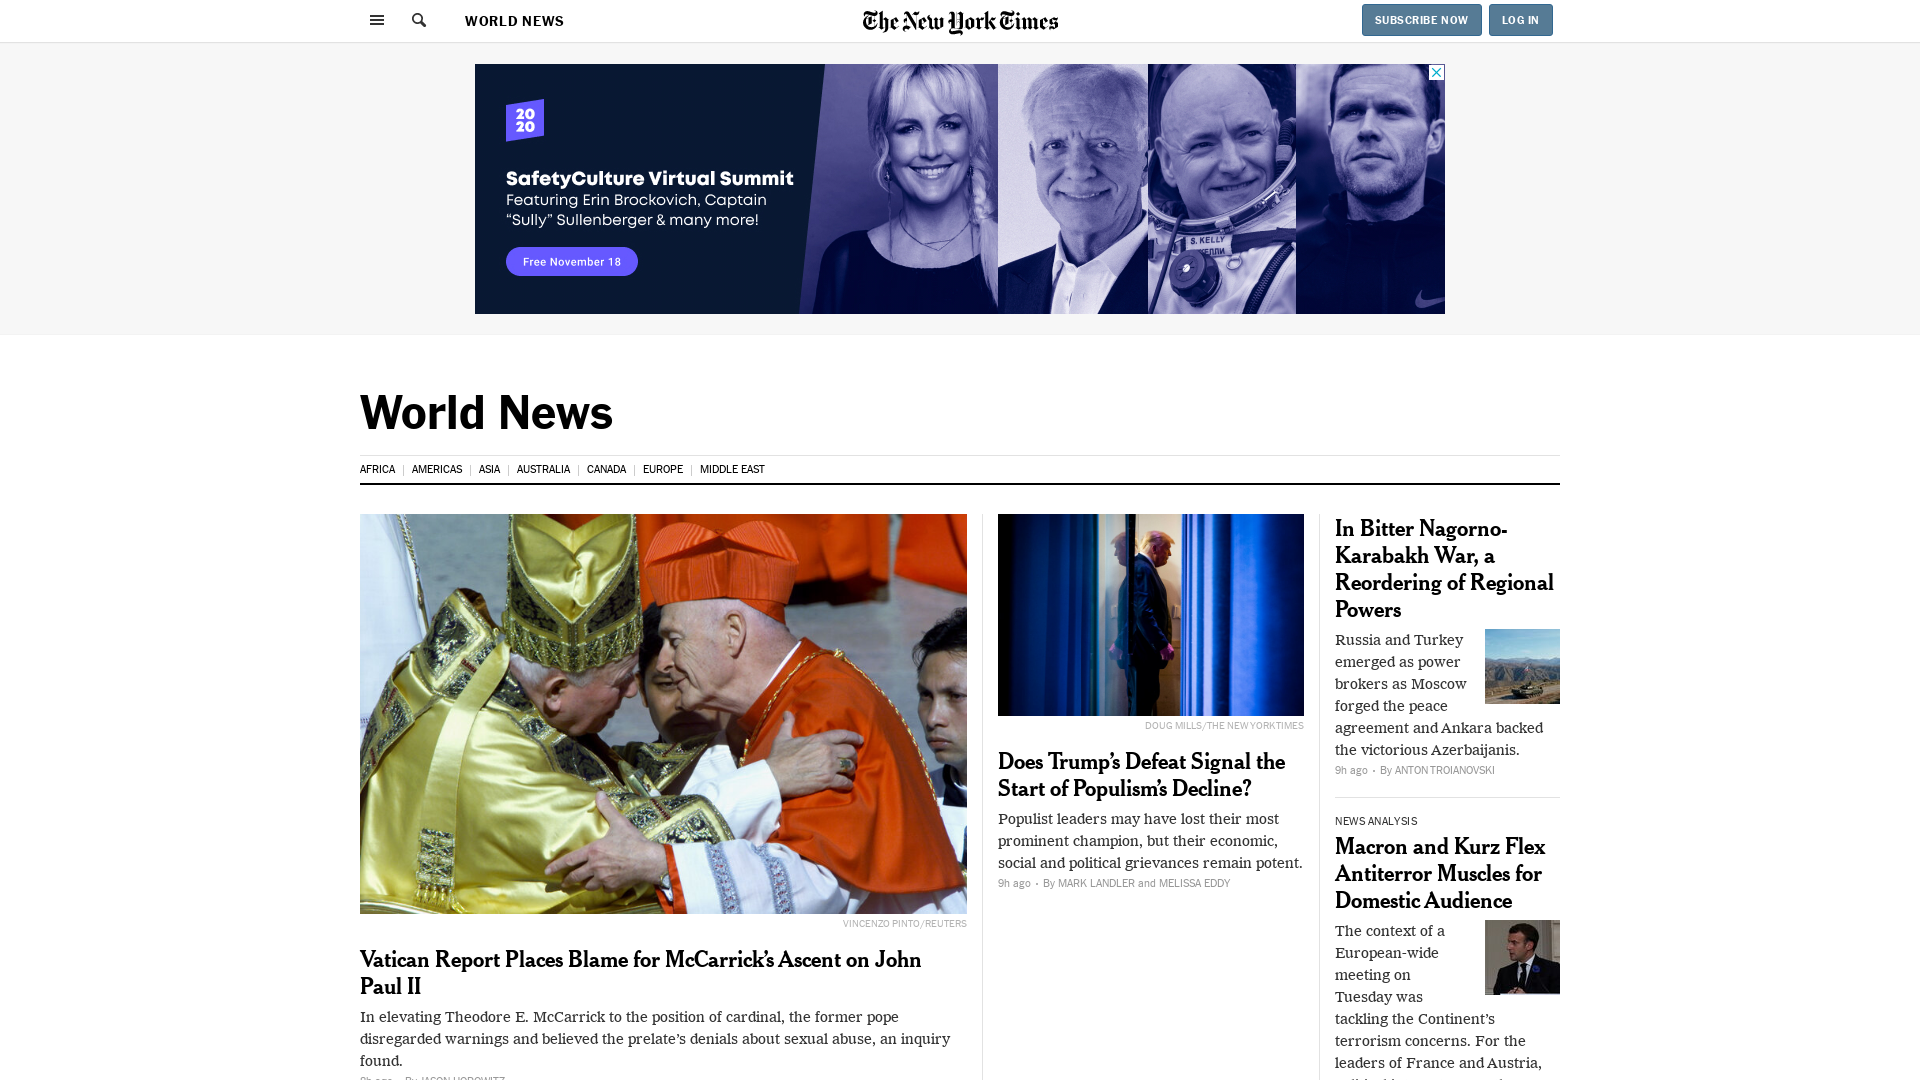 WORLD NEWS
The New York Times
SUBSCRIBE NOW
LOG IN
20
20
SafetyCulture Virtual Summit
Featuring Erin Brockovich, Captain
“Sully” Sullenberger & many more!
Free November 18
S. KELLY
World News
AFRICA
AMERICAS
ASIA
AUSTRALIA
CANADA
EUROPE
MIDDLE EAST
VINCENZO PINTO/REUTERS
Vatican Report Places Blame for McCarrick’s Ascent on John
Paul II
In elevating Theodore E. McCarrick to the position of cardinal, the former pope
disregarded warnings and believed the prelate’s denials about sexual abuse, an inquiry
found.
DOUG MILLS/THE NEW YORK TIMES
Does Trump’s Defeat Signal the
Start of Populism’s Decline?
Populist leaders may have lost their most
prominent champion, but their economic,
social and political grievances remain potent.
9h ago · By MARK LANDLER and MELISSA EDDY
In Bitter Nagorno-
Karabakh War, a
Reordering of Regional
Powers
Russia and Turkey
emerged as power
brokers as Moscow
forged the peace
agreement and Ankara backed
the victorious Azerbaijanis.
9h ago · By ANTON TROIANOVSKI
NEWS ANALYSIS
Macron and Kurz Flex
Antiterror Muscles for
Domestic Audience
The context of a
European-wide
meeting on
Tuesday was
tackling the Continent’s
terrorism concerns. For the
leaders of France and Austria,